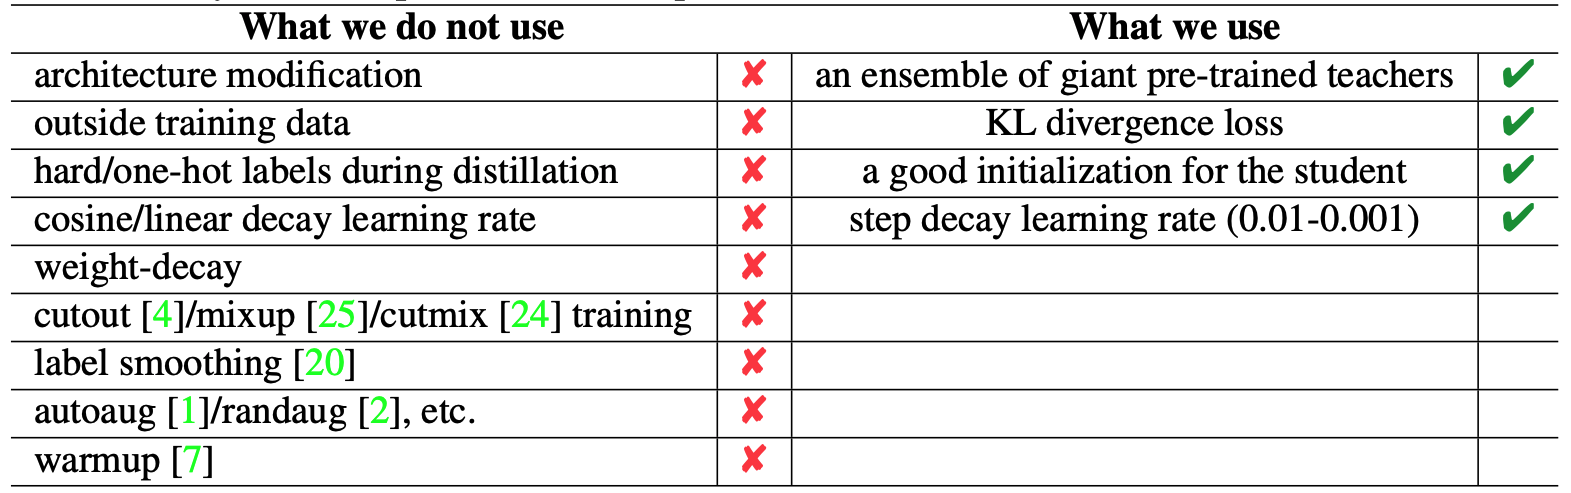 What we do not use What we use
architecture modification ✘ an ensemble of giant pre-trained teachers ✔
outside training data ✘ KL divergence loss ✔
hard/one-hot labels during distillation ✘ a good initialization for the student ✔
cosine/linear decay learning rate ✘ step decay learning rate (0.01-0.001) ✔
weight-decay ✘
cutout [4]/mixup [25]/cutmix [24] training ✘
label smoothing [20] ✘
autoaug [1]/randaug [2], etc. ✘
warmup [7] ✘